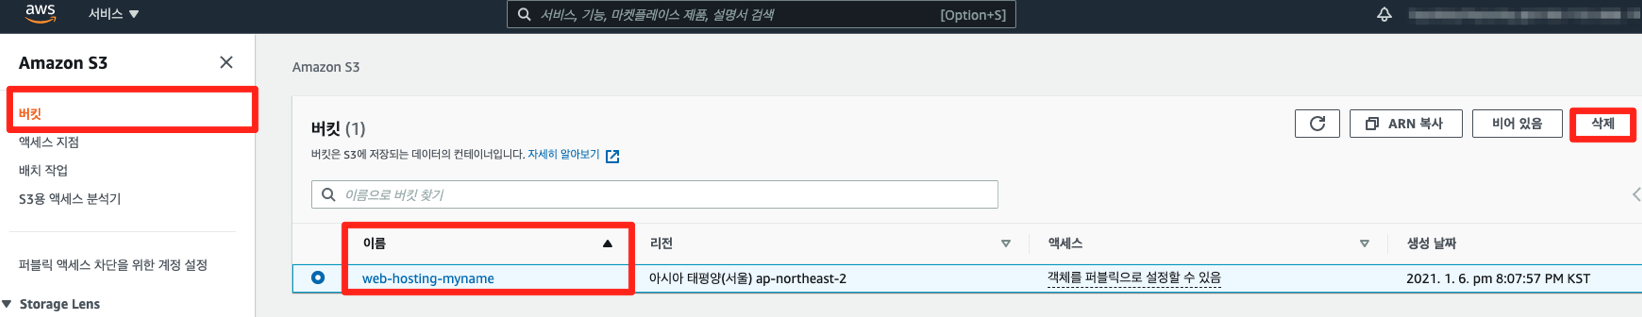 aws 서비스 서비스, 기능, 마켓플레이스 제품, 설명서 검색 [Option+S]
Amazon S3
Amazon S3
버킷
액세스 지점
배치 작업
S3용 액세스 분석기
퍼블릭 액세스 차단을 위한 계정 설정
Storage Lens
버킷 (1) ARN 복사 비어 있음 삭제
버킷은 S3에 저장되는 데이터의 컨테이너입니다. 자세히 알아보기
이름으로 버킷 찾기
이름 리전 액세스 생성 날짜
web-hosting-myname 아시아 태평양(서울) ap-northeast-2 객체를 퍼블릭으로 설정할 수 있음 2021. 1. 6. pm 8:07:57 PM KST